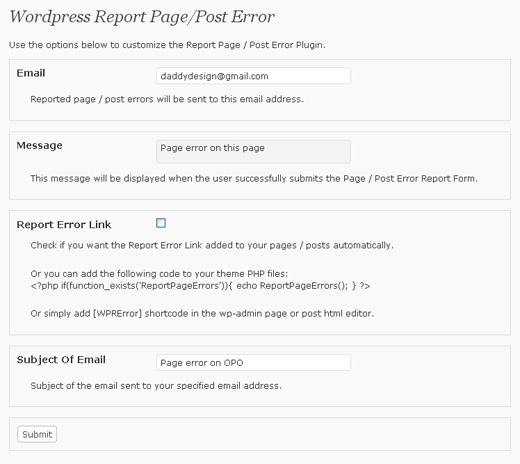 Wordpress Report Page/Post Error
Use the options below to customize the Report Page / Post Error Plugin.
Email
daddydesign@gmail.com
Reported page / post errors will be sent to this email address.
Message
Page error on this page
This message will be displayed when the user successfully submits the Page / Post Error Report Form.
Report Error Link
Check if you want the Report Error Link added to your pages / posts automatically.
Or you can add the following code to your theme PHP files:
<?php if(function_exists('ReportPageErrors')){ echo ReportPageErrors(); } ?>
Or simply add [WPRError] shortcode in the wp-admin page or post html editor.
Subject Of Email
Page error on OPO
Subject of the email sent to your specified email address.
Submit